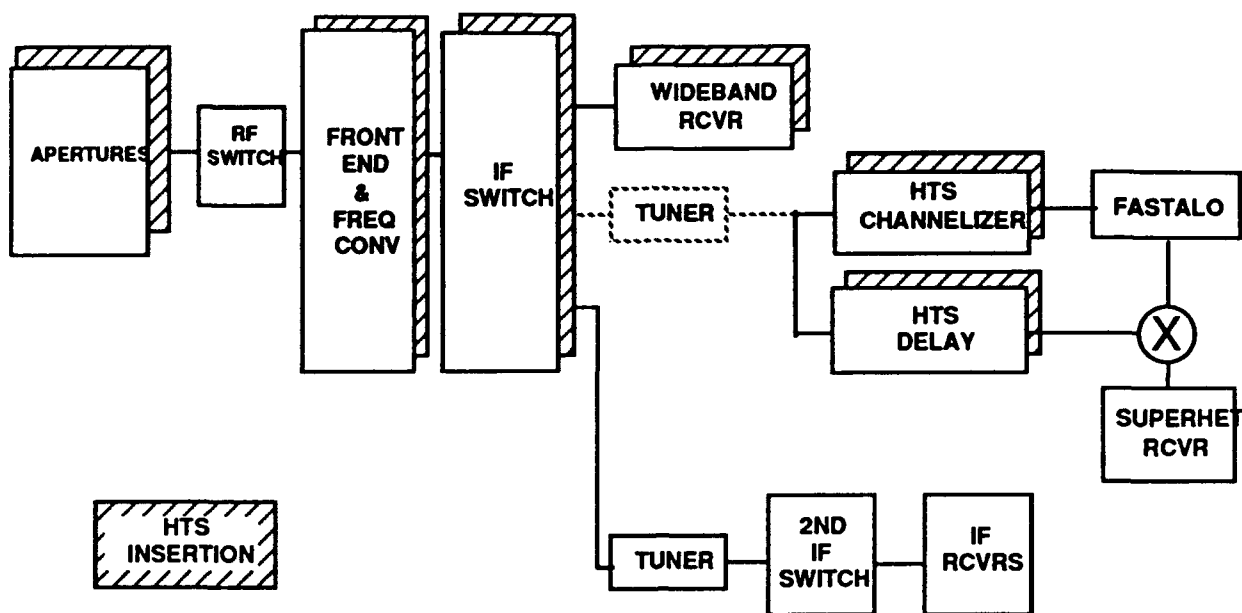 APERTURES
RF
SWITCH
FRONT
END
&
FREQ
CONV
IF
SWITCH
WIDEBAND
RCVR
TUNER
HTS
CHANNELIZER
FASTALO
HTS
DELAY
X
SUPERHET
RCVR
HTS
INSERTION
TUNER
2ND
IF
SWITCH
IF
RCVRS